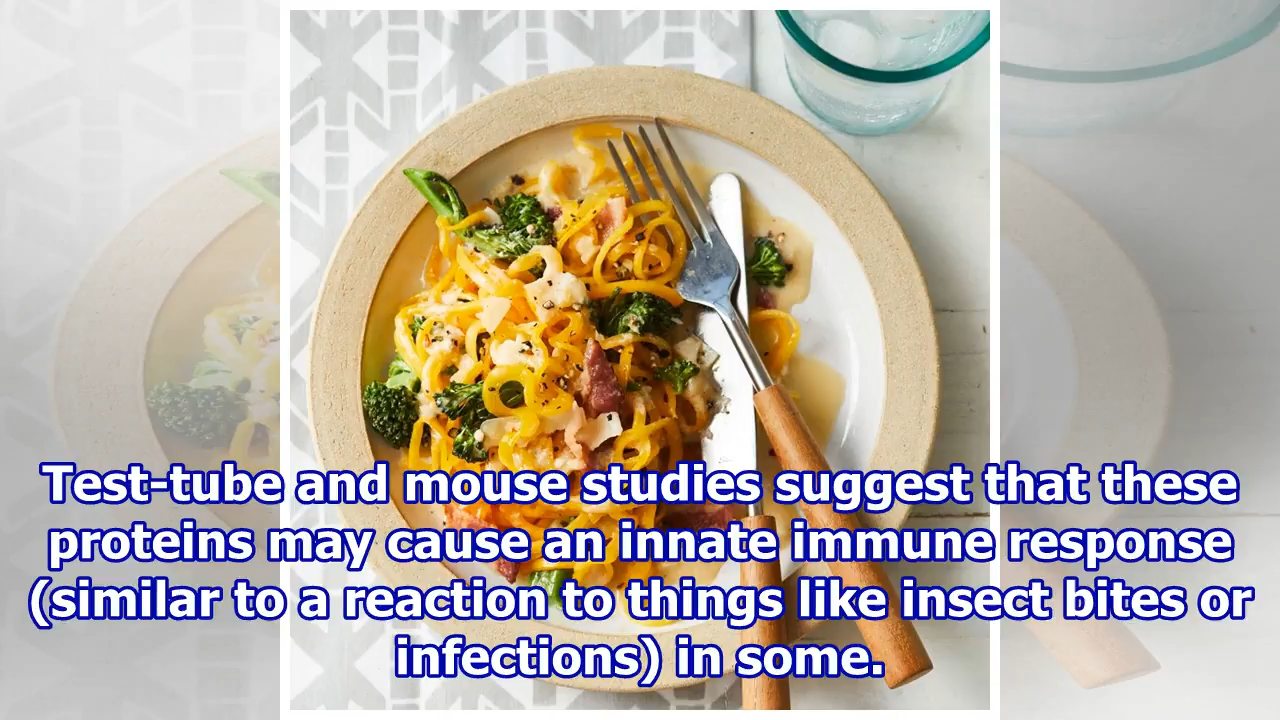 Test-tube and mouse studies suggest that these
proteins may cause an innate immune response
(similar to a reaction to things like insect bites or
infections) in some.